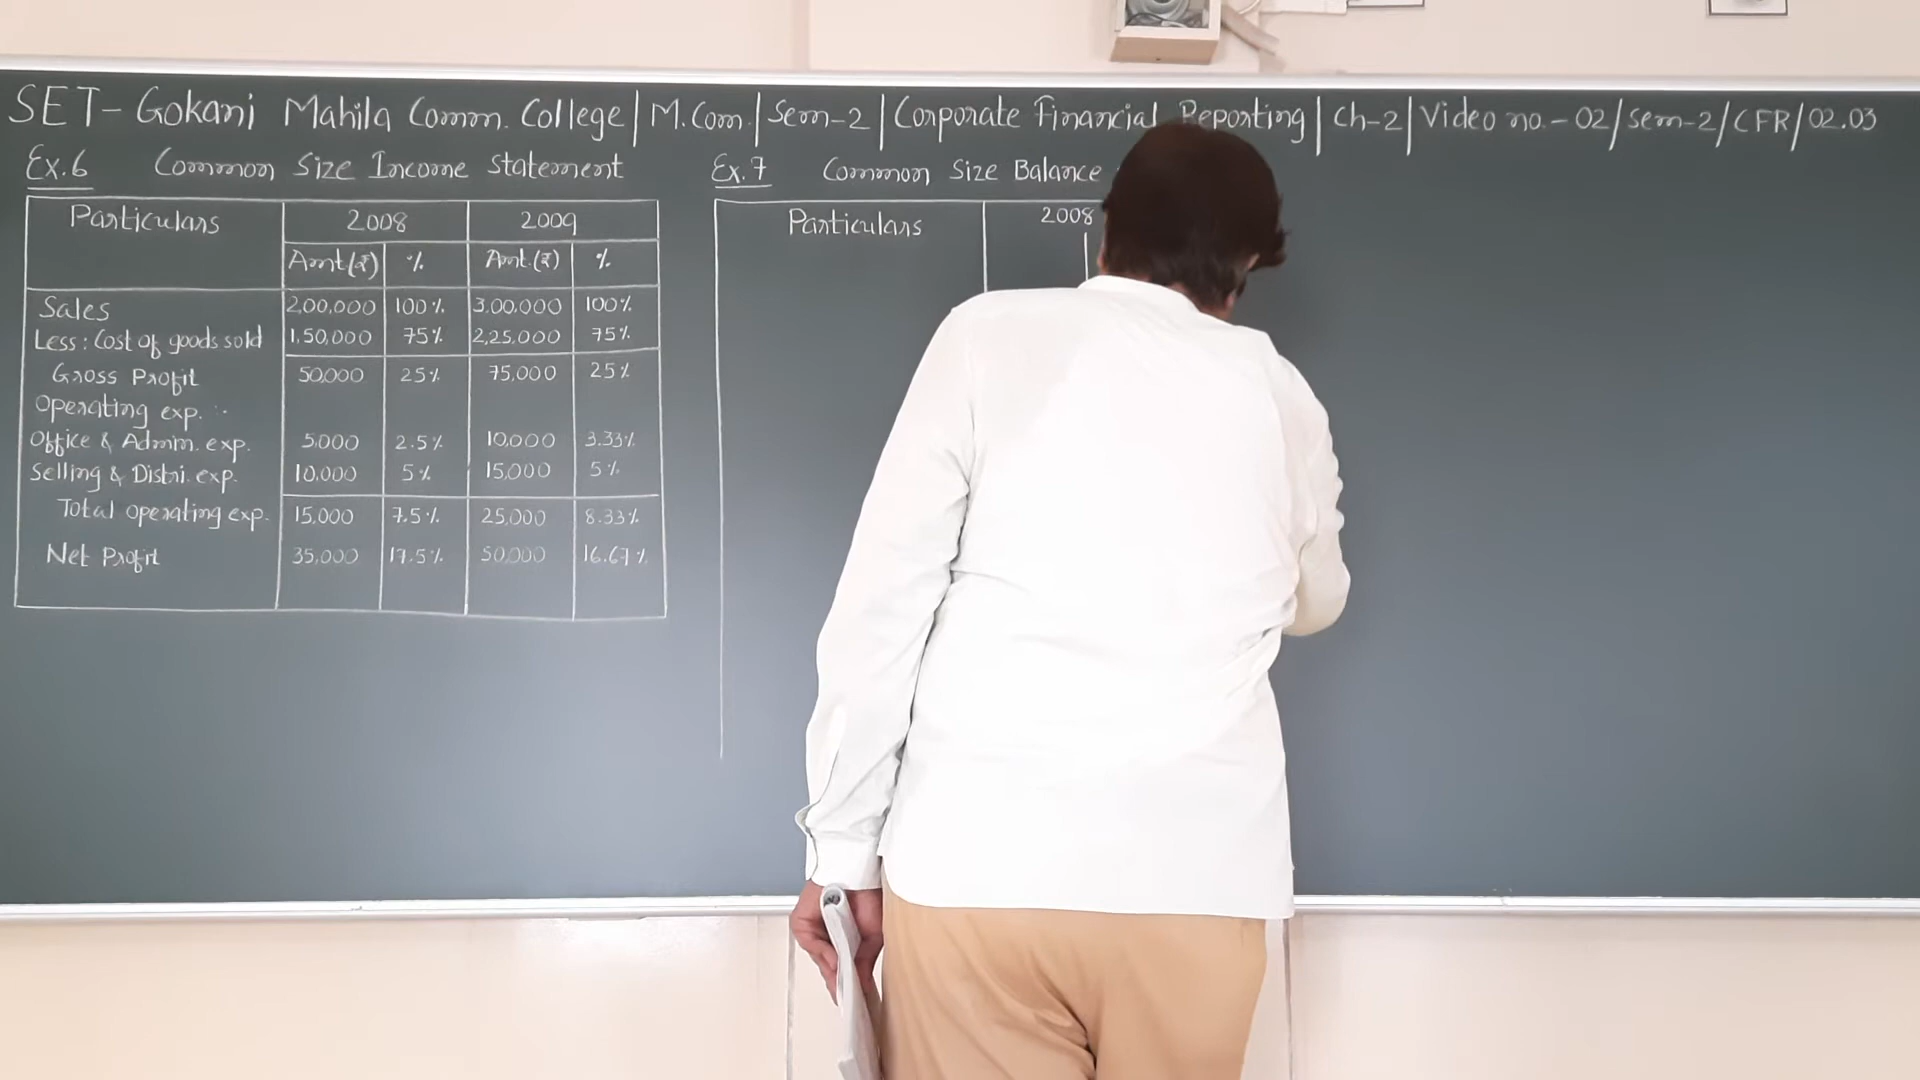 SET- Gokani Mahila Comm. College | M.Com. | Sem-2 | Corporate Financial Reporting | Ch-2 | Video no. - 02/sem-2/CFR/02.03
Ex.6 Common Size Income Statement
Particulars 2008 2009
Amt(₹) % Amt.(₹) %
Sales 2,00,000 100% 3,00,000 100%
Less : Cost of goods sold 1,50,000 75% 2,25,000 75%
Gross Profit 50,000 25% 75,000 25%
Operating exp. :-
Office & Admin. exp. 5,000 2.5% 10,000 3.33%
Selling & Distri. exp. 10,000 5% 15,000 5%
Total operating exp. 15,000 7.5% 25,000 8.33%
Net Profit 35,000 17.5% 50,000 16.67%
Ex.7 Common Size Balance
Particulars 2008